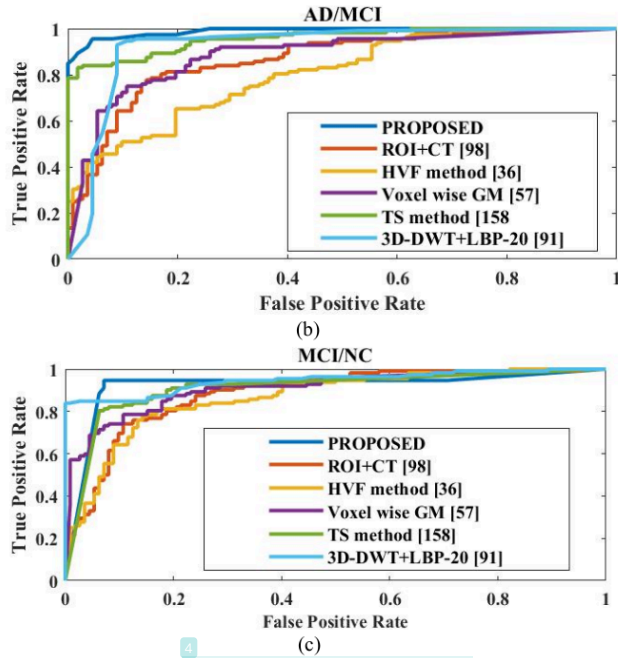 AD/MCI
True Positive Rate
1
0.8
0.6
0.4
0.2
0
PROPOSED
ROI+CT [98]
HVF method [36]
Voxel wise GM [57]
TS method [158
3D-DWT+LBP-20 [91]
0
0.2
0.4
0.6
0.8
1
False Positive Rate
(b)
MCI/NC
True Positive Rate
1
0.8
0.6
0.4
0.2
0
PROPOSED
ROI+CT [98]
HVF method [36]
Voxel wise GM [57]
TS method [158]
3D-DWT+LBP-20 [91]
0
0.2
0.4
0.6
0.8
1
False Positive Rate
4
(c)